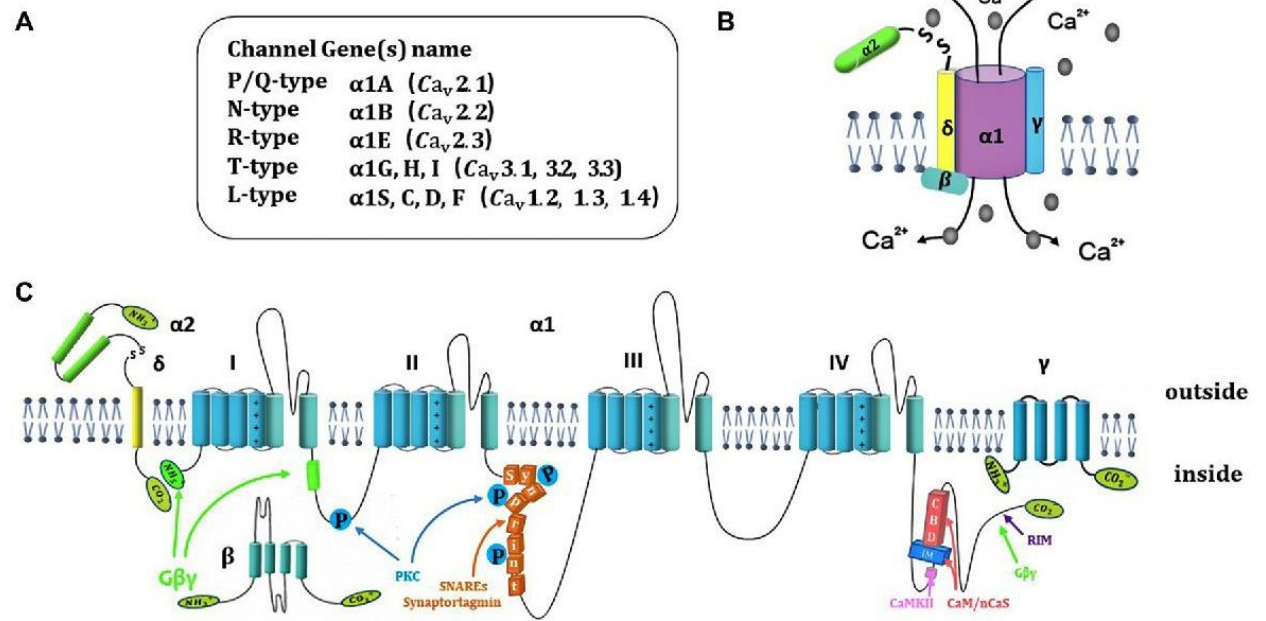 A
Channel Gene(s) name
P/Q-type α1A (Caᵥ2.1)
N-type α1B (Caᵥ2.2)
R-type α1E (Caᵥ2.3)
T-type α1G, H, I (Caᵥ3.1, 3.2, 3.3)
L-type α1S, C, D, F (Caᵥ1.2, 1.3, 1.4)
B
Ca
Ca²⁺
α2
S
S
δ
α1
γ
β
Ca²⁺
Ca²⁺
C
NH₃⁺
α2
α1
S S
δ
I
II
III
IV
γ
+ + + +
+ + + +
+ + + +
+ + + +
outside
inside
NH₃
CO₂
NH₃⁺
CO₂⁻
Synprint
P
P
P
P
β
Gβγ
PKC
SNAREs
Synaptortagmin
NH₃⁺
CO₂⁻
CBD
IM
CaMKII
CaM/nCaS
CO₂⁻
RIM
Gβγ